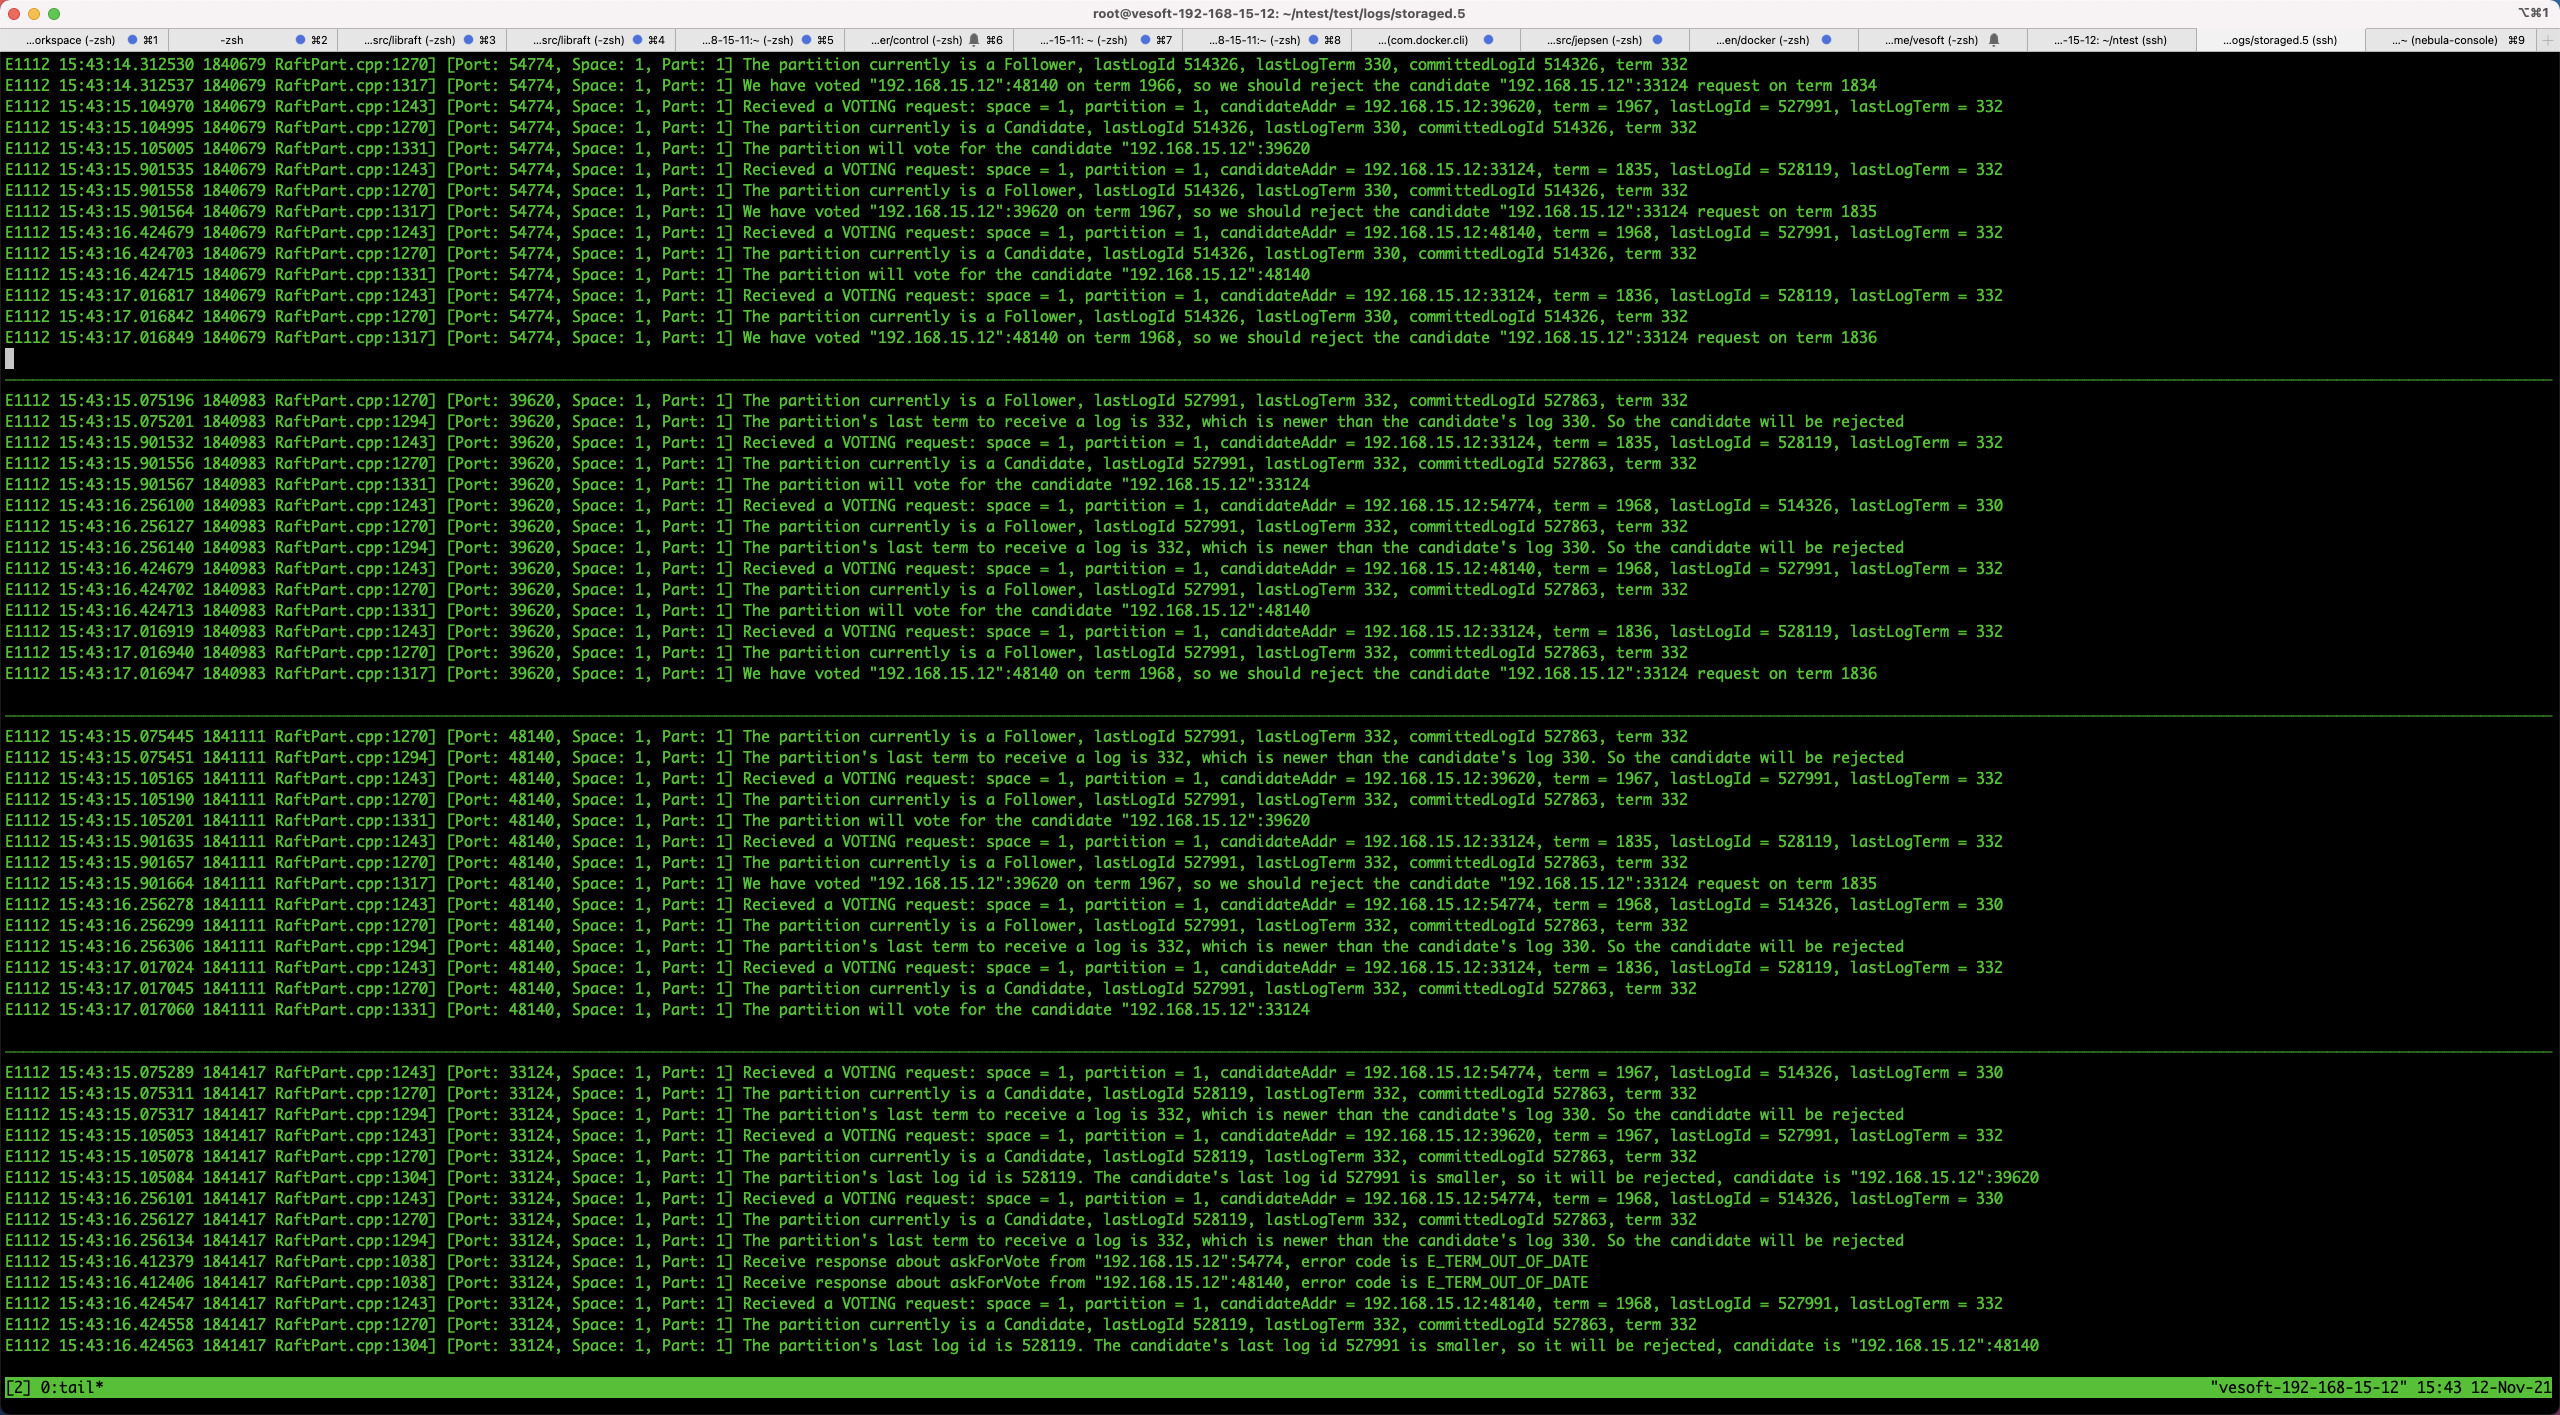 root@vesoft-192-168-15-12: ~/ntest/test/logs/storaged.5 ⌥⌘1
...orkspace (-zsh) ⌘1 -zsh ⌘2 ...src/libraft (-zsh) ⌘3 ...src/libraft (-zsh) ⌘4 ...8-15-11:~ (-zsh) ⌘5 ...er/control (-zsh) ⌘6 ...-15-11: ~ (-zsh) ⌘7 ...8-15-11:~ (-zsh) ⌘8 ...(com.docker.cli) ...src/jepsen (-zsh) ...en/docker (-zsh) ...me/vesoft (-zsh) ...-15-12: ~/ntest (ssh) ...ogs/storaged.5 (ssh) ...~ (nebula-console) ⌘9
E1112 15:43:14.312530 1840679 RaftPart.cpp:1270] [Port: 54774, Space: 1, Part: 1] The partition currently is a Follower, lastLogId 514326, lastLogTerm 330, committedLogId 514326, term 332
E1112 15:43:14.312537 1840679 RaftPart.cpp:1317] [Port: 54774, Space: 1, Part: 1] We have voted "192.168.15.12":48140 on term 1966, so we should reject the candidate "192.168.15.12":33124 request on term 1834
E1112 15:43:15.104970 1840679 RaftPart.cpp:1243] [Port: 54774, Space: 1, Part: 1] Recieved a VOTING request: space = 1, partition = 1, candidateAddr = 192.168.15.12:39620, term = 1967, lastLogId = 527991, lastLogTerm = 332
E1112 15:43:15.104995 1840679 RaftPart.cpp:1270] [Port: 54774, Space: 1, Part: 1] The partition currently is a Candidate, lastLogId 514326, lastLogTerm 330, committedLogId 514326, term 332
E1112 15:43:15.105005 1840679 RaftPart.cpp:1331] [Port: 54774, Space: 1, Part: 1] The partition will vote for the candidate "192.168.15.12":39620
E1112 15:43:15.901535 1840679 RaftPart.cpp:1243] [Port: 54774, Space: 1, Part: 1] Recieved a VOTING request: space = 1, partition = 1, candidateAddr = 192.168.15.12:33124, term = 1835, lastLogId = 528119, lastLogTerm = 332
E1112 15:43:15.901558 1840679 RaftPart.cpp:1270] [Port: 54774, Space: 1, Part: 1] The partition currently is a Follower, lastLogId 514326, lastLogTerm 330, committedLogId 514326, term 332
E1112 15:43:15.901564 1840679 RaftPart.cpp:1317] [Port: 54774, Space: 1, Part: 1] We have voted "192.168.15.12":39620 on term 1967, so we should reject the candidate "192.168.15.12":33124 request on term 1835
E1112 15:43:16.424679 1840679 RaftPart.cpp:1243] [Port: 54774, Space: 1, Part: 1] Recieved a VOTING request: space = 1, partition = 1, candidateAddr = 192.168.15.12:48140, term = 1968, lastLogId = 527991, lastLogTerm = 332
E1112 15:43:16.424703 1840679 RaftPart.cpp:1270] [Port: 54774, Space: 1, Part: 1] The partition currently is a Candidate, lastLogId 514326, lastLogTerm 330, committedLogId 514326, term 332
E1112 15:43:16.424715 1840679 RaftPart.cpp:1331] [Port: 54774, Space: 1, Part: 1] The partition will vote for the candidate "192.168.15.12":48140
E1112 15:43:17.016817 1840679 RaftPart.cpp:1243] [Port: 54774, Space: 1, Part: 1] Recieved a VOTING request: space = 1, partition = 1, candidateAddr = 192.168.15.12:33124, term = 1836, lastLogId = 528119, lastLogTerm = 332
E1112 15:43:17.016842 1840679 RaftPart.cpp:1270] [Port: 54774, Space: 1, Part: 1] The partition currently is a Follower, lastLogId 514326, lastLogTerm 330, committedLogId 514326, term 332
E1112 15:43:17.016849 1840679 RaftPart.cpp:1317] [Port: 54774, Space: 1, Part: 1] We have voted "192.168.15.12":48140 on term 1968, so we should reject the candidate "192.168.15.12":33124 request on term 1836
E1112 15:43:15.075196 1840983 RaftPart.cpp:1270] [Port: 39620, Space: 1, Part: 1] The partition currently is a Follower, lastLogId 527991, lastLogTerm 332, committedLogId 527863, term 332
E1112 15:43:15.075201 1840983 RaftPart.cpp:1294] [Port: 39620, Space: 1, Part: 1] The partition's last term to receive a log is 332, which is newer than the candidate's log 330. So the candidate will be rejected
E1112 15:43:15.901532 1840983 RaftPart.cpp:1243] [Port: 39620, Space: 1, Part: 1] Recieved a VOTING request: space = 1, partition = 1, candidateAddr = 192.168.15.12:33124, term = 1835, lastLogId = 528119, lastLogTerm = 332
E1112 15:43:15.901556 1840983 RaftPart.cpp:1270] [Port: 39620, Space: 1, Part: 1] The partition currently is a Candidate, lastLogId 527991, lastLogTerm 332, committedLogId 527863, term 332
E1112 15:43:15.901567 1840983 RaftPart.cpp:1331] [Port: 39620, Space: 1, Part: 1] The partition will vote for the candidate "192.168.15.12":33124
E1112 15:43:16.256100 1840983 RaftPart.cpp:1243] [Port: 39620, Space: 1, Part: 1] Recieved a VOTING request: space = 1, partition = 1, candidateAddr = 192.168.15.12:54774, term = 1968, lastLogId = 514326, lastLogTerm = 330
E1112 15:43:16.256127 1840983 RaftPart.cpp:1270] [Port: 39620, Space: 1, Part: 1] The partition currently is a Follower, lastLogId 527991, lastLogTerm 332, committedLogId 527863, term 332
E1112 15:43:16.256140 1840983 RaftPart.cpp:1294] [Port: 39620, Space: 1, Part: 1] The partition's last term to receive a log is 332, which is newer than the candidate's log 330. So the candidate will be rejected
E1112 15:43:16.424679 1840983 RaftPart.cpp:1243] [Port: 39620, Space: 1, Part: 1] Recieved a VOTING request: space = 1, partition = 1, candidateAddr = 192.168.15.12:48140, term = 1968, lastLogId = 527991, lastLogTerm = 332
E1112 15:43:16.424702 1840983 RaftPart.cpp:1270] [Port: 39620, Space: 1, Part: 1] The partition currently is a Follower, lastLogId 527991, lastLogTerm 332, committedLogId 527863, term 332
E1112 15:43:16.424713 1840983 RaftPart.cpp:1331] [Port: 39620, Space: 1, Part: 1] The partition will vote for the candidate "192.168.15.12":48140
E1112 15:43:17.016919 1840983 RaftPart.cpp:1243] [Port: 39620, Space: 1, Part: 1] Recieved a VOTING request: space = 1, partition = 1, candidateAddr = 192.168.15.12:33124, term = 1836, lastLogId = 528119, lastLogTerm = 332
E1112 15:43:17.016940 1840983 RaftPart.cpp:1270] [Port: 39620, Space: 1, Part: 1] The partition currently is a Follower, lastLogId 527991, lastLogTerm 332, committedLogId 527863, term 332
E1112 15:43:17.016947 1840983 RaftPart.cpp:1317] [Port: 39620, Space: 1, Part: 1] We have voted "192.168.15.12":48140 on term 1968, so we should reject the candidate "192.168.15.12":33124 request on term 1836
E1112 15:43:15.075445 1841111 RaftPart.cpp:1270] [Port: 48140, Space: 1, Part: 1] The partition currently is a Follower, lastLogId 527991, lastLogTerm 332, committedLogId 527863, term 332
E1112 15:43:15.075451 1841111 RaftPart.cpp:1294] [Port: 48140, Space: 1, Part: 1] The partition's last term to receive a log is 332, which is newer than the candidate's log 330. So the candidate will be rejected
E1112 15:43:15.105165 1841111 RaftPart.cpp:1243] [Port: 48140, Space: 1, Part: 1] Recieved a VOTING request: space = 1, partition = 1, candidateAddr = 192.168.15.12:39620, term = 1967, lastLogId = 527991, lastLogTerm = 332
E1112 15:43:15.105190 1841111 RaftPart.cpp:1270] [Port: 48140, Space: 1, Part: 1] The partition currently is a Follower, lastLogId 527991, lastLogTerm 332, committedLogId 527863, term 332
E1112 15:43:15.105201 1841111 RaftPart.cpp:1331] [Port: 48140, Space: 1, Part: 1] The partition will vote for the candidate "192.168.15.12":39620
E1112 15:43:15.901635 1841111 RaftPart.cpp:1243] [Port: 48140, Space: 1, Part: 1] Recieved a VOTING request: space = 1, partition = 1, candidateAddr = 192.168.15.12:33124, term = 1835, lastLogId = 528119, lastLogTerm = 332
E1112 15:43:15.901657 1841111 RaftPart.cpp:1270] [Port: 48140, Space: 1, Part: 1] The partition currently is a Follower, lastLogId 527991, lastLogTerm 332, committedLogId 527863, term 332
E1112 15:43:15.901664 1841111 RaftPart.cpp:1317] [Port: 48140, Space: 1, Part: 1] We have voted "192.168.15.12":39620 on term 1967, so we should reject the candidate "192.168.15.12":33124 request on term 1835
E1112 15:43:16.256278 1841111 RaftPart.cpp:1243] [Port: 48140, Space: 1, Part: 1] Recieved a VOTING request: space = 1, partition = 1, candidateAddr = 192.168.15.12:54774, term = 1968, lastLogId = 514326, lastLogTerm = 330
E1112 15:43:16.256299 1841111 RaftPart.cpp:1270] [Port: 48140, Space: 1, Part: 1] The partition currently is a Follower, lastLogId 527991, lastLogTerm 332, committedLogId 527863, term 332
E1112 15:43:16.256306 1841111 RaftPart.cpp:1294] [Port: 48140, Space: 1, Part: 1] The partition's last term to receive a log is 332, which is newer than the candidate's log 330. So the candidate will be rejected
E1112 15:43:17.017024 1841111 RaftPart.cpp:1243] [Port: 48140, Space: 1, Part: 1] Recieved a VOTING request: space = 1, partition = 1, candidateAddr = 192.168.15.12:33124, term = 1836, lastLogId = 528119, lastLogTerm = 332
E1112 15:43:17.017045 1841111 RaftPart.cpp:1270] [Port: 48140, Space: 1, Part: 1] The partition currently is a Candidate, lastLogId 527991, lastLogTerm 332, committedLogId 527863, term 332
E1112 15:43:17.017060 1841111 RaftPart.cpp:1331] [Port: 48140, Space: 1, Part: 1] The partition will vote for the candidate "192.168.15.12":33124
E1112 15:43:15.075289 1841417 RaftPart.cpp:1243] [Port: 33124, Space: 1, Part: 1] Recieved a VOTING request: space = 1, partition = 1, candidateAddr = 192.168.15.12:54774, term = 1967, lastLogId = 514326, lastLogTerm = 330
E1112 15:43:15.075311 1841417 RaftPart.cpp:1270] [Port: 33124, Space: 1, Part: 1] The partition currently is a Candidate, lastLogId 528119, lastLogTerm 332, committedLogId 527863, term 332
E1112 15:43:15.075317 1841417 RaftPart.cpp:1294] [Port: 33124, Space: 1, Part: 1] The partition's last term to receive a log is 332, which is newer than the candidate's log 330. So the candidate will be rejected
E1112 15:43:15.105053 1841417 RaftPart.cpp:1243] [Port: 33124, Space: 1, Part: 1] Recieved a VOTING request: space = 1, partition = 1, candidateAddr = 192.168.15.12:39620, term = 1967, lastLogId = 527991, lastLogTerm = 332
E1112 15:43:15.105078 1841417 RaftPart.cpp:1270] [Port: 33124, Space: 1, Part: 1] The partition currently is a Candidate, lastLogId 528119, lastLogTerm 332, committedLogId 527863, term 332
E1112 15:43:15.105084 1841417 RaftPart.cpp:1304] [Port: 33124, Space: 1, Part: 1] The partition's last log id is 528119. The candidate's last log id 527991 is smaller, so it will be rejected, candidate is "192.168.15.12":39620
E1112 15:43:16.256101 1841417 RaftPart.cpp:1243] [Port: 33124, Space: 1, Part: 1] Recieved a VOTING request: space = 1, partition = 1, candidateAddr = 192.168.15.12:54774, term = 1968, lastLogId = 514326, lastLogTerm = 330
E1112 15:43:16.256127 1841417 RaftPart.cpp:1270] [Port: 33124, Space: 1, Part: 1] The partition currently is a Candidate, lastLogId 528119, lastLogTerm 332, committedLogId 527863, term 332
E1112 15:43:16.256134 1841417 RaftPart.cpp:1294] [Port: 33124, Space: 1, Part: 1] The partition's last term to receive a log is 332, which is newer than the candidate's log 330. So the candidate will be rejected
E1112 15:43:16.412379 1841417 RaftPart.cpp:1038] [Port: 33124, Space: 1, Part: 1] Receive response about askForVote from "192.168.15.12":54774, error code is E_TERM_OUT_OF_DATE
E1112 15:43:16.412406 1841417 RaftPart.cpp:1038] [Port: 33124, Space: 1, Part: 1] Receive response about askForVote from "192.168.15.12":48140, error code is E_TERM_OUT_OF_DATE
E1112 15:43:16.424547 1841417 RaftPart.cpp:1243] [Port: 33124, Space: 1, Part: 1] Recieved a VOTING request: space = 1, partition = 1, candidateAddr = 192.168.15.12:48140, term = 1968, lastLogId = 527991, lastLogTerm = 332
E1112 15:43:16.424558 1841417 RaftPart.cpp:1270] [Port: 33124, Space: 1, Part: 1] The partition currently is a Candidate, lastLogId 528119, lastLogTerm 332, committedLogId 527863, term 332
E1112 15:43:16.424563 1841417 RaftPart.cpp:1304] [Port: 33124, Space: 1, Part: 1] The partition's last log id is 528119. The candidate's last log id 527991 is smaller, so it will be rejected, candidate is "192.168.15.12":48140
[2] 0:tail* "vesoft-192-168-15-12" 15:43 12-Nov-21